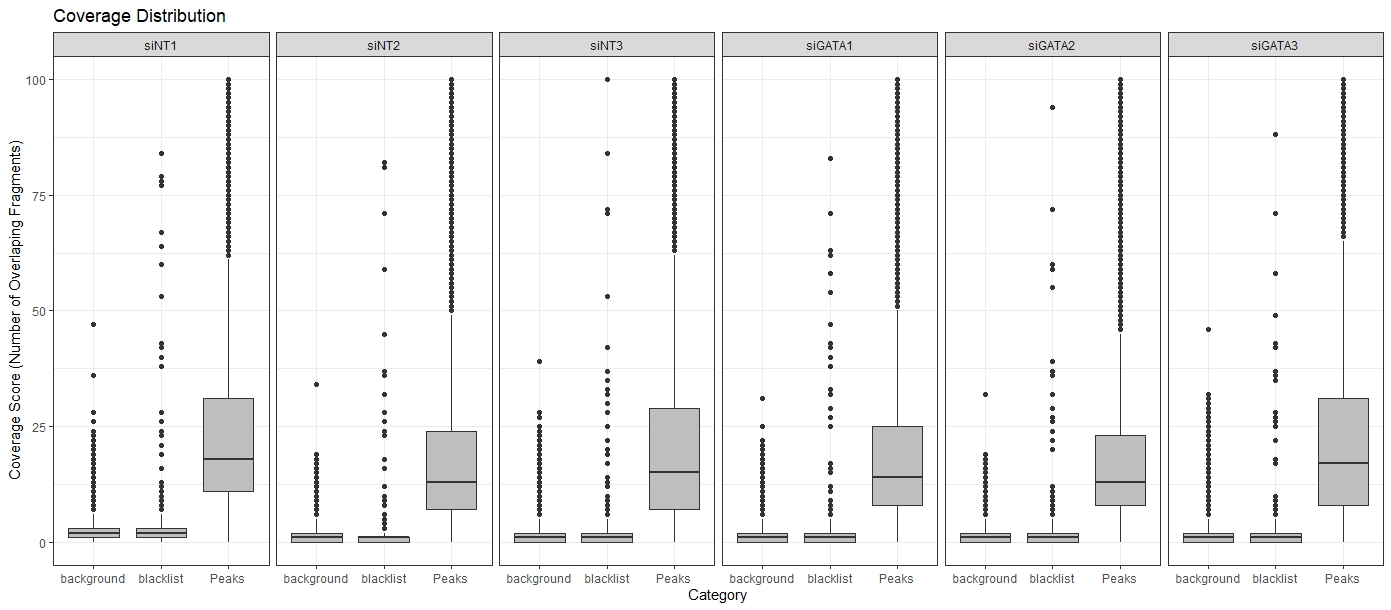 Coverage Distribution
siNT1 siNT2 siNT3 siGATA1 siGATA2 siGATA3
Coverage Score (Number of Overlaping Fragments)
100
75
50
25
0
background blacklist Peaks background blacklist Peaks background blacklist Peaks background blacklist Peaks background blacklist Peaks background blacklist Peaks
Category